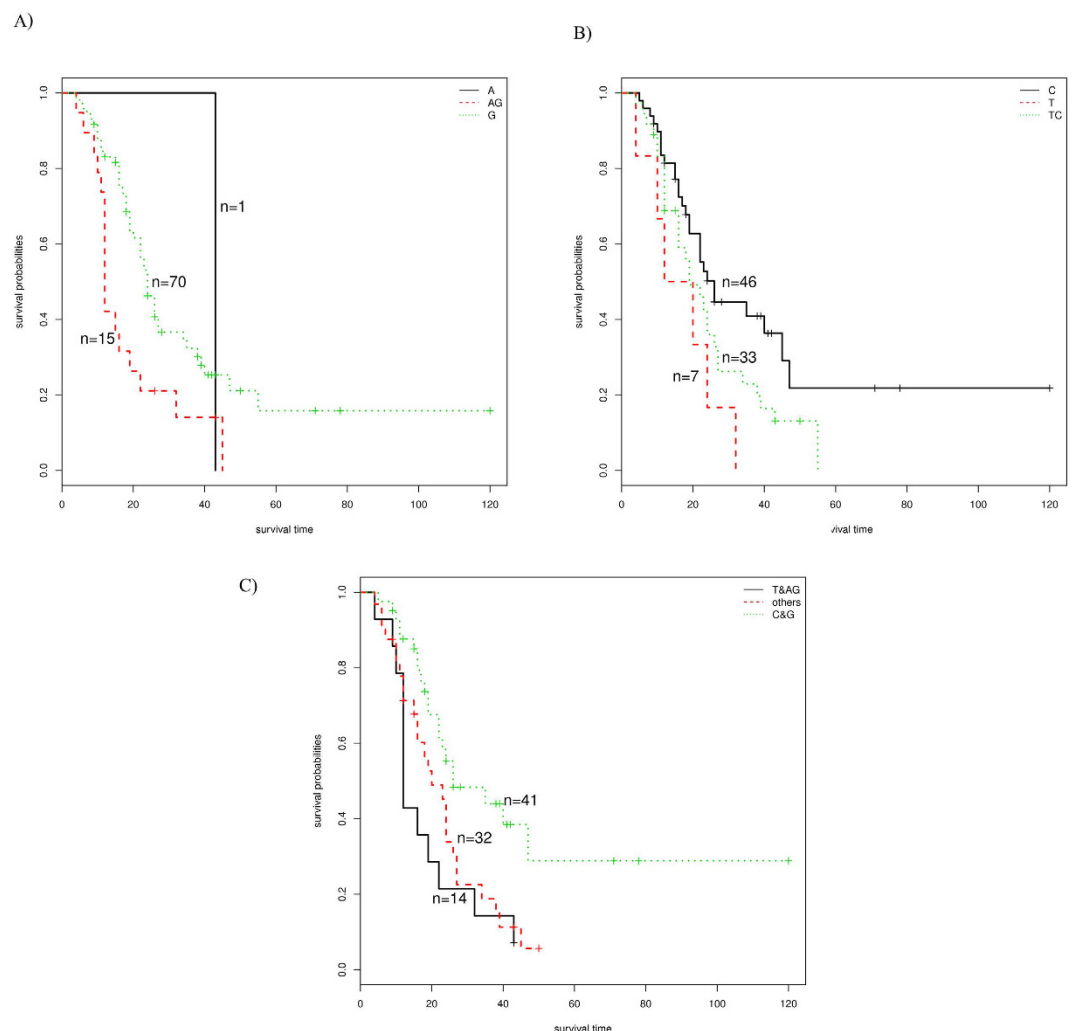 A)
A
AG
G
survival probabilities
1.0
0.8
0.6
0.4
0.2
0.0
n=1
n=70
n=15
0 20 40 60 80 100 120
survival time
B)
C
T
TC
survival probabilities
1.0
0.8
0.6
0.4
0.2
0.0
n=46
n=33
n=7
0 20 40 60 80 100 120
vival time
C)
T&AG
others
C&G
survival probabilities
1.0
0.8
0.6
0.4
0.2
0.0
n=41
n=32
n=14
0 20 40 60 80 100 120
survival time